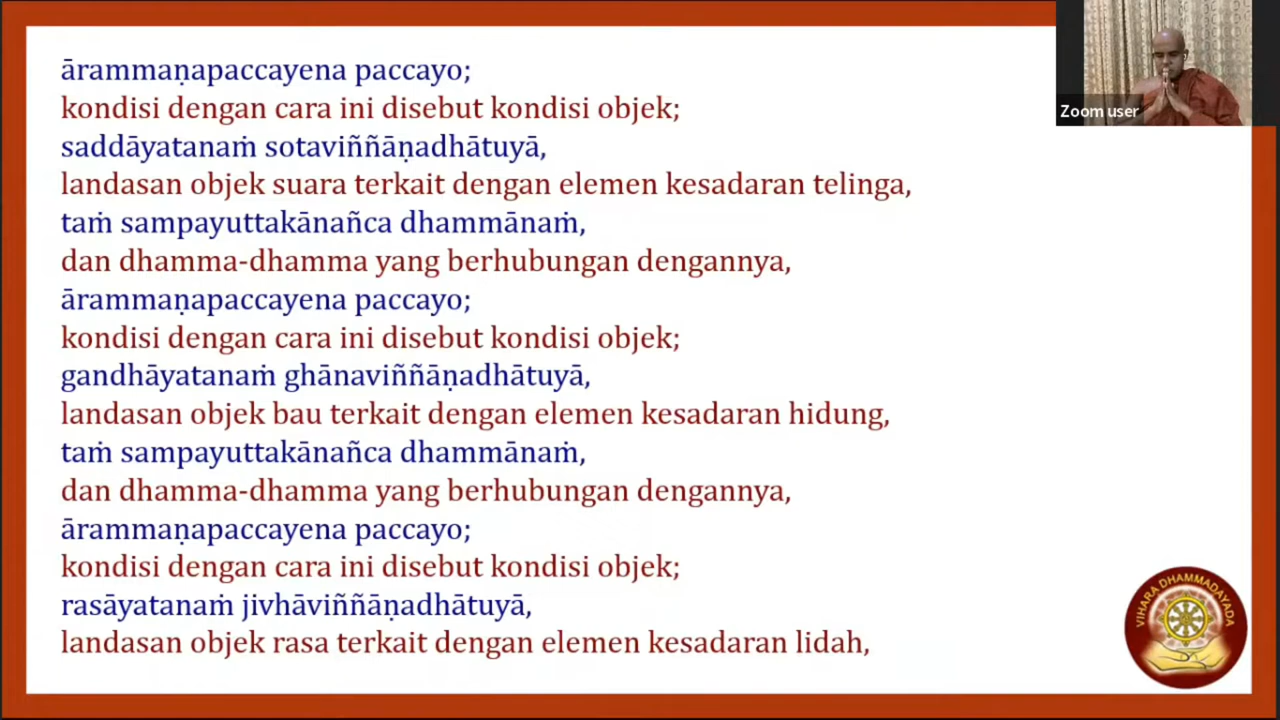 ārammaṇapaccayena paccayo;
kondisi dengan cara ini disebut kondisi objek;
saddāyatanaṁ sotaviññāṇadhātuyā,
landasan objek suara terkait dengan elemen kesadaran telinga,
taṁ sampayuttakānañca dhammānaṁ,
dan dhamma-dhamma yang berhubungan dengannya,
ārammaṇapaccayena paccayo;
kondisi dengan cara ini disebut kondisi objek;
gandhāyatanaṁ ghānaviññāṇadhātuyā,
landasan objek bau terkait dengan elemen kesadaran hidung,
taṁ sampayuttakānañca dhammānaṁ,
dan dhamma-dhamma yang berhubungan dengannya,
ārammaṇapaccayena paccayo;
kondisi dengan cara ini disebut kondisi objek;
rasāyatanaṁ jivhāviññāṇadhātuyā,
landasan objek rasa terkait dengan elemen kesadaran lidah,
Zoom user
VIHARA DHAMMADAYADA